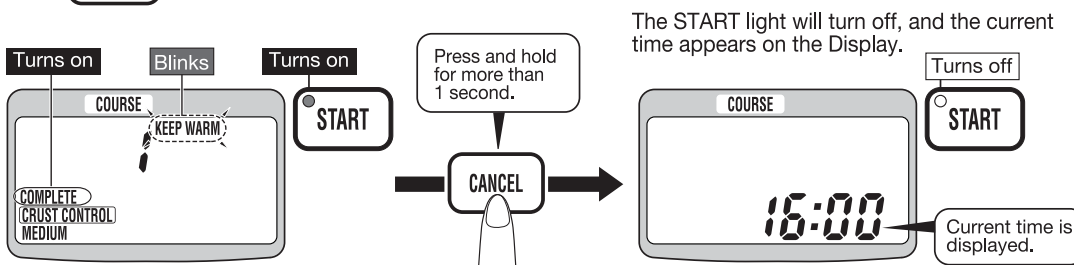 The START light will turn off, and the current
time appears on the Display.
Turns on
Blinks
Turns on
COURSE
KEEP WARM
1
COMPLETE
CRUST CONTROL
MEDIUM
START
Press and hold
for more than
1 second.
CANCEL
Turns off
COURSE
16:00
START
Current time is
displayed.